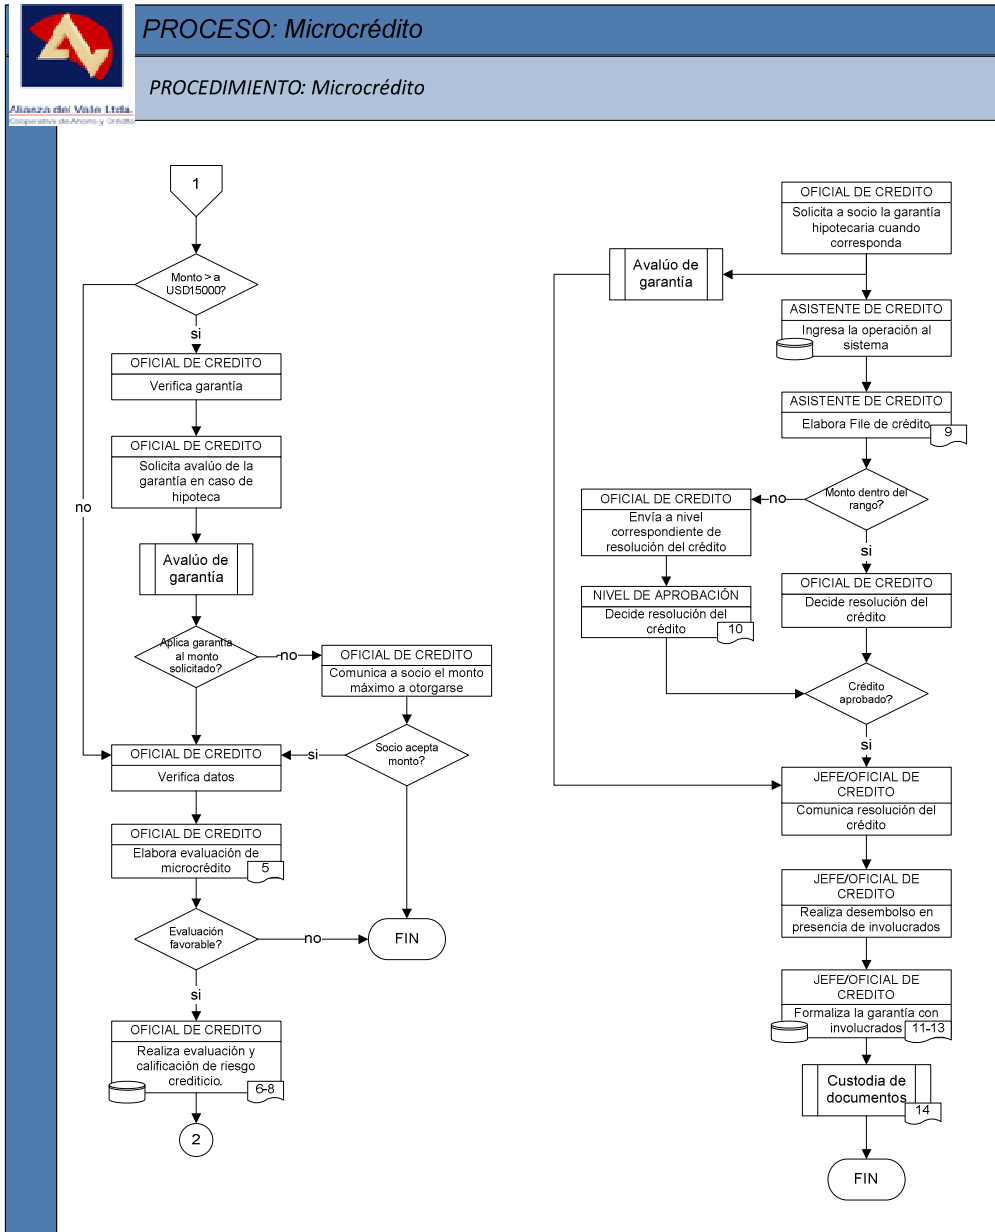 PROCESO: Microcrédito
PROCEDIMIENTO: Microcrédito
Alianza del Valle Ltda.
Cooperativa de Ahorro y Crédito
1
Monto > a
USD15000?
si
no
OFICIAL DE CREDITO
Verifica garantía
OFICIAL DE CREDITO
Solicita avalúo de la
garantía en caso de
hipoteca
Avalúo de
garantía
Aplica garantía
al monto
solicitado?
no
OFICIAL DE CREDITO
Comunica a socio el monto
máximo a otorgarse
Socio acepta
monto?
si
OFICIAL DE CREDITO
Verifica datos
OFICIAL DE CREDITO
Elabora evaluación de
microcrédito
5
Evaluación
favorable?
no
FIN
si
OFICIAL DE CREDITO
Realiza evaluación y
calificación de riesgo
crediticio.
6-8
2
OFICIAL DE CREDITO
Solicita a socio la garantía
hipotecaria cuando
corresponda
Avalúo de
garantía
ASISTENTE DE CREDITO
Ingresa la operación al
sistema
ASISTENTE DE CREDITO
Elabora File de crédito
9
Monto dentro del
rango?
no
OFICIAL DE CREDITO
Envía a nivel
correspondiente de
resolución del crédito
NIVEL DE APROBACIÓN
Decide resolución del
crédito
10
si
OFICIAL DE CREDITO
Decide resolución del
crédito
Crédito
aprobado?
si
JEFE/OFICIAL DE
CREDITO
Comunica resolución del
crédito
JEFE/OFICIAL DE
CREDITO
Realiza desembolso en
presencia de involucrados
JEFE/OFICIAL DE
CREDITO
Formaliza la garantía con
involucrados
11-13
Custodia de
documentos
14
FIN